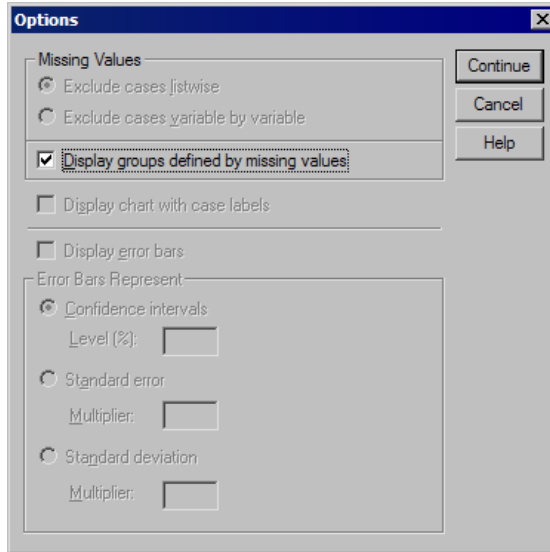 Options
Missing Values
Exclude cases listwise
Exclude cases variable by variable
Display groups defined by missing values
Display chart with case labels
Display error bars
Error Bars Represent
Confidence intervals
Level (%):
Standard error
Multiplier:
Standard deviation
Multiplier:
Continue
Cancel
Help